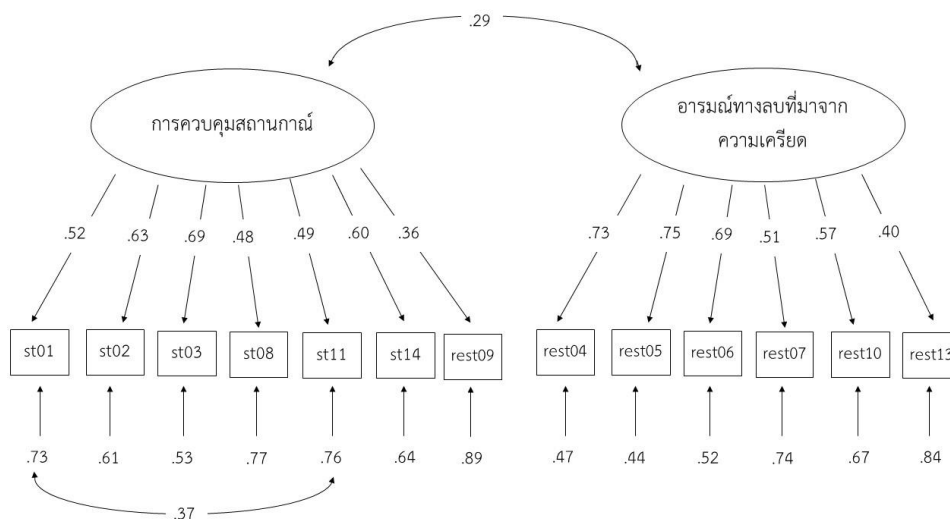 .29
การควบคุมสถานกาณ์
อารมณ์ทางลบที่มาจาก
ความเครียด
.52 .63 .69 .48 .49 .60 .36
.73 .75 .69 .51 .57 .40
st01 st02 st03 st08 st11 st14 rest09
rest04 rest05 rest06 rest07 rest10 rest13
.73 .61 .53 .77 .76 .64 .89
.47 .44 .52 .74 .67 .84
.37